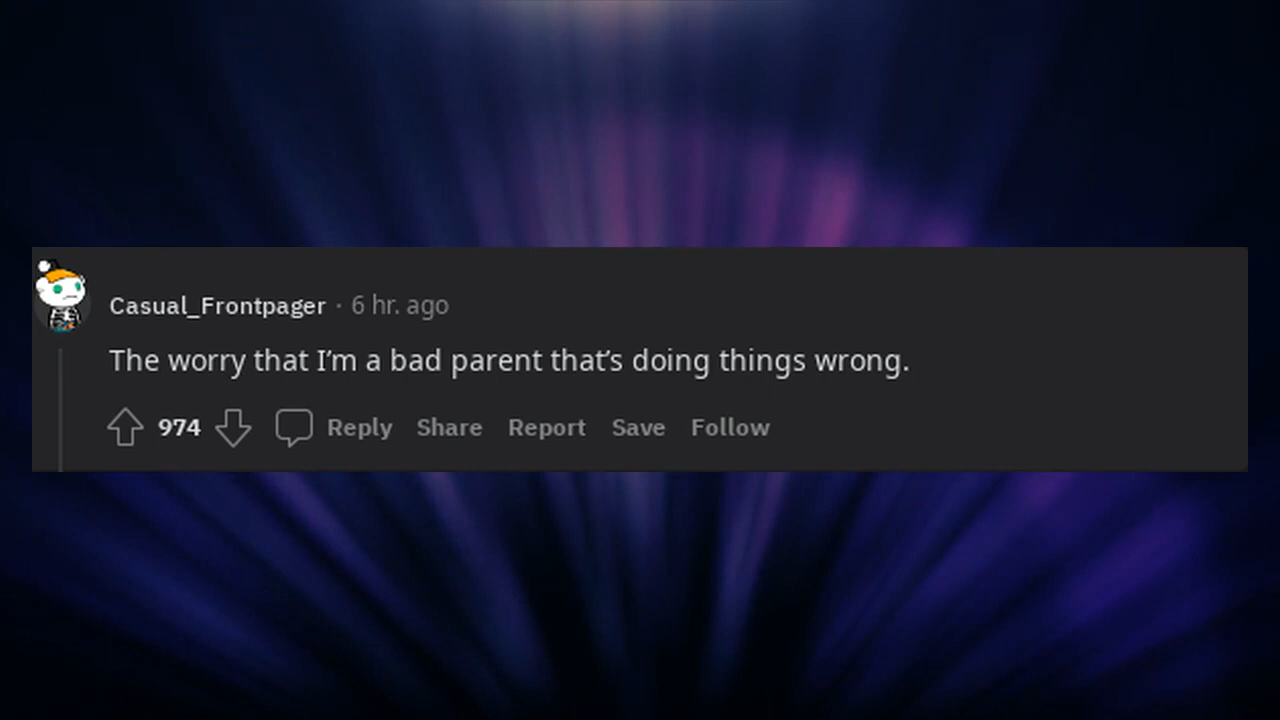 Casual_Frontpager · 6 hr. ago
The worry that I’m a bad parent that’s doing things wrong.
974 Reply Share Report Save Follow